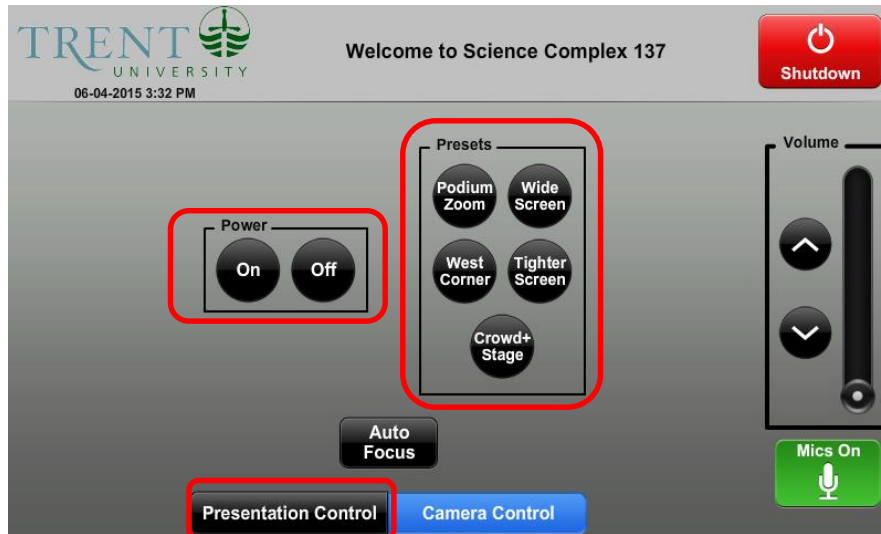 TRENT
UNIVERSITY
06-04-2015 3:32 PM
Welcome to Science Complex 137
Shutdown
Power
On
Off
Presets
Podium
Zoom
Wide
Screen
West
Corner
Tighter
Screen
Crowd+
Stage
Auto
Focus
Volume
Mics On
Presentation Control
Camera Control